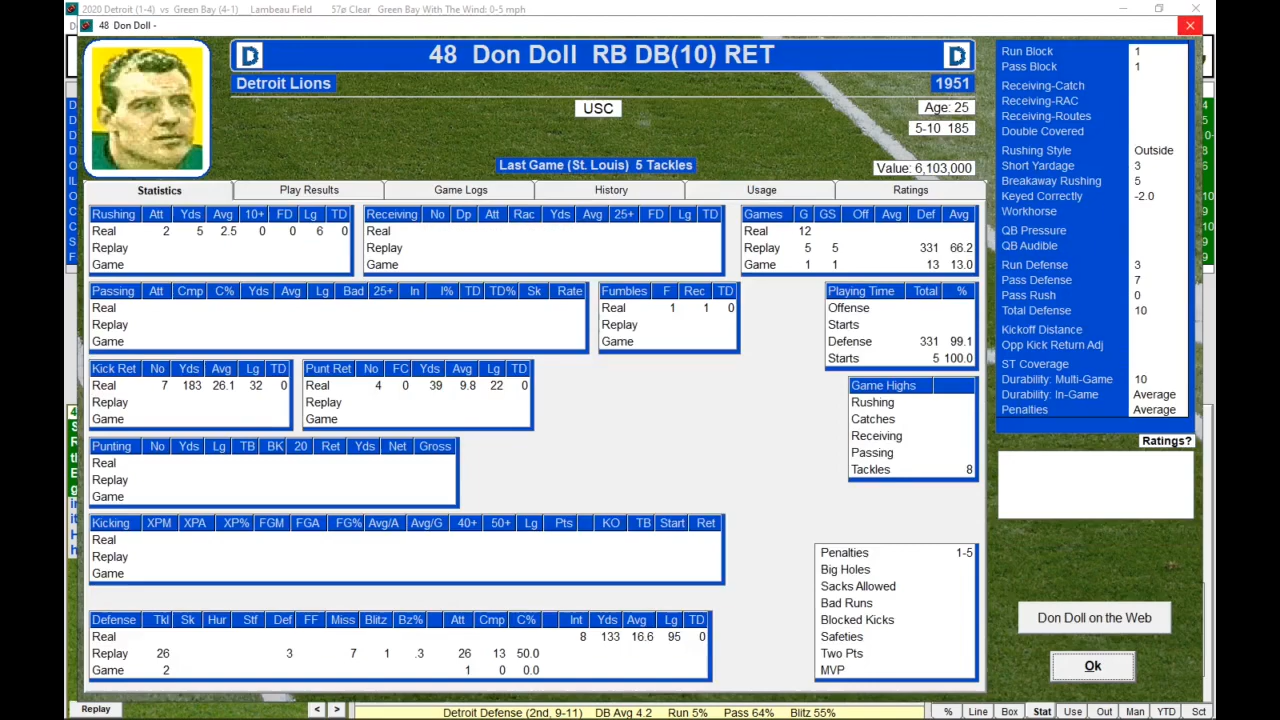 2020 Detroit (1-4) vs Green Bay (4-1) Lambeau Field 57ø Clear Green Bay With The Wind: 0-5 mph
48 Don Doll -
D 48 Don Doll RB DB(10) RET D
Detroit Lions 1951
USC Age: 25
5-10 185
Last Game (St. Louis) 5 Tackles Value: 6,103,000
Statistics Play Results Game Logs History Usage Ratings
Rushing Att Yds Avg 10+ FD Lg TD
Real 2 5 2.5 0 0 6 0
Replay
Game
Receiving No Dp Att Rac Yds Avg 25+ FD Lg TD
Real
Replay
Game
Games G GS Off Avg Def Avg
Real 12
Replay 5 5 331 66.2
Game 1 1 13 13.0
Passing Att Cmp C% Yds Avg Lg Bad 25+ In I% TD TD% Sk Rate
Real
Replay
Game
Fumbles F Rec TD
Real 1 1 0
Replay
Game
Playing Time Total %
Offense
Starts
Defense 331 99.1
Starts 5 100.0
Kick Ret No Yds Avg Lg TD
Real 7 183 26.1 32 0
Replay
Game
Punt Ret No FC Yds Avg Lg TD
Real 4 0 39 9.8 22 0
Replay
Game
Game Highs
Rushing
Catches
Receiving
Passing
Tackles 8
Punting No Yds Lg TB BK 20 Ret Yds Net Gross
Real
Replay
Game
Kicking XPM XPA XP% FGM FGA FG% Avg/A Avg/G 40+ 50+ Lg Pts KO TB Start Ret
Real
Replay
Game
Penalties 1-5
Big Holes
Sacks Allowed
Bad Runs
Blocked Kicks
Safeties
Two Pts
MVP
Defense Tkl Sk Hur Stf Def FF Miss Blitz Bz% Att Cmp C% Int Yds Avg Lg TD
Real 8 133 16.6 95 0
Replay 26 3 7 1 .3 26 13 50.0
Game 2 1 0 0.0
Run Block 1
Pass Block 1
Receiving-Catch
Receiving-RAC
Receiving-Routes
Double Covered
Rushing Style Outside
Short Yardage 3
Breakaway Rushing 5
Keyed Correctly -2.0
Workhorse
QB Pressure
QB Audible
Run Defense 3
Pass Defense 7
Pass Rush 0
Total Defense 10
Kickoff Distance
Opp Kick Return Adj
ST Coverage
Durability: Multi-Game 10
Durability: In-Game Average
Penalties Average
Ratings?
Don Doll on the Web
Ok
Replay < > Detroit Defense (2nd, 9-11) DB Avg 4.2 Run 5% Pass 64% Blitz 55% % Line Box Stat Use Out Man YTD Sct